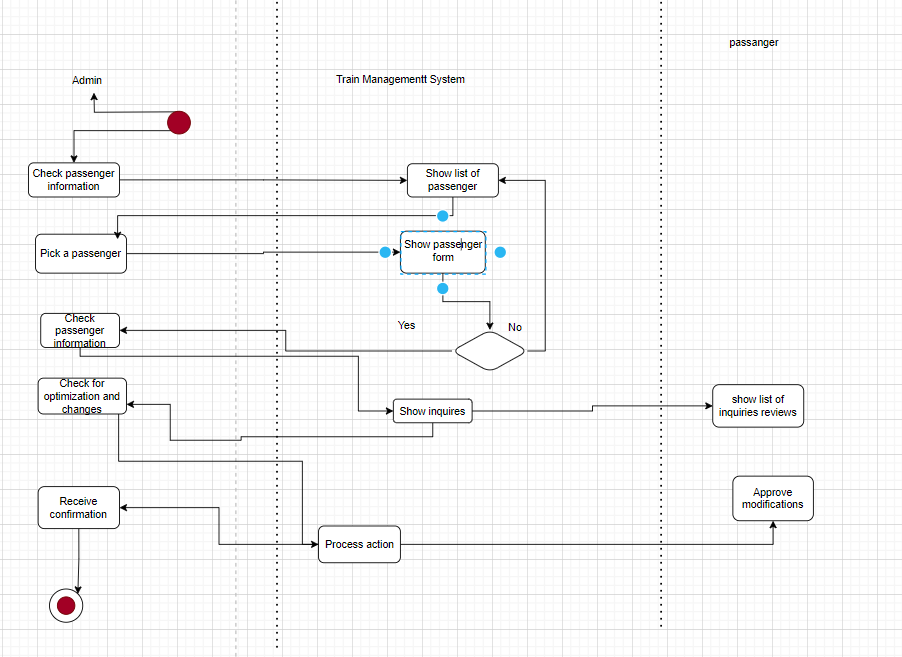 passanger
Admin
Train Managementt System
Check passenger
information
Show list of
passenger
Pick a passenger
Show passenger
form
Check
passenger
information
Yes
No
Check for
optimization and
changes
Show inquires
show list of
inquiries reviews
Receive
confirmation
Approve
modifications
Process action